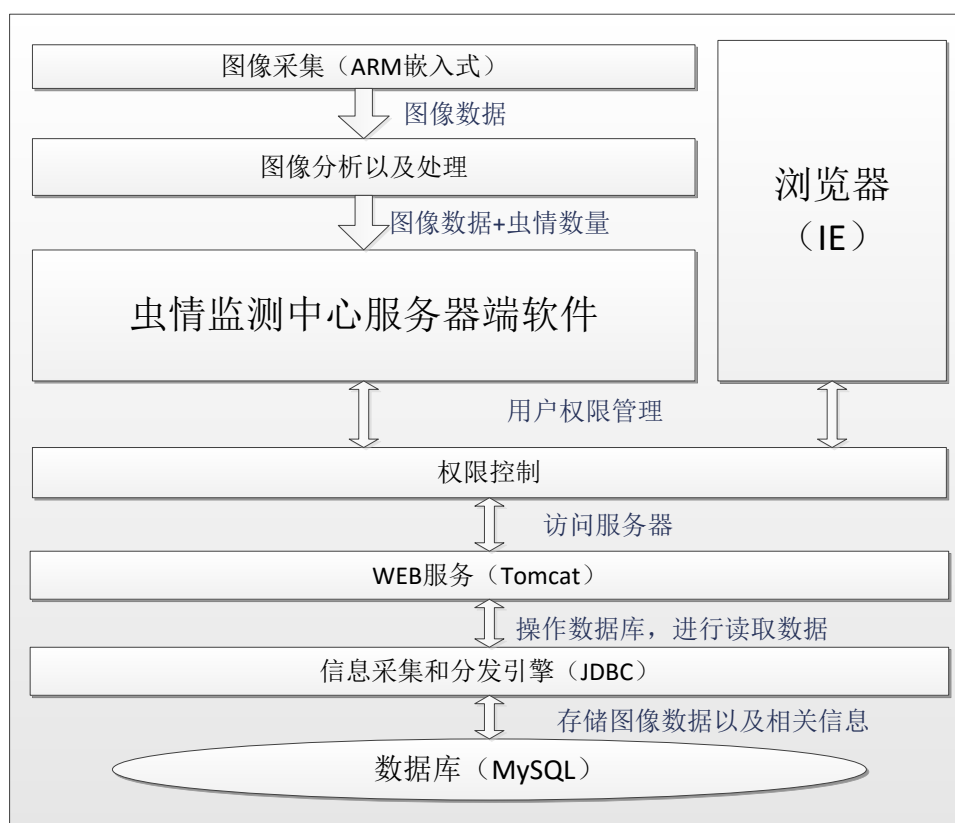 图像采集（ARM嵌入式）
图像数据
图像分析以及处理
图像数据+虫情数量
虫情监测中心服务器端软件
浏览器
（IE）
用户权限管理
权限控制
访问服务器
WEB服务（Tomcat）
操作数据库，进行读取数据
信息采集和分发引擎（JDBC）
存储图像数据以及相关信息
数据库（MySQL）